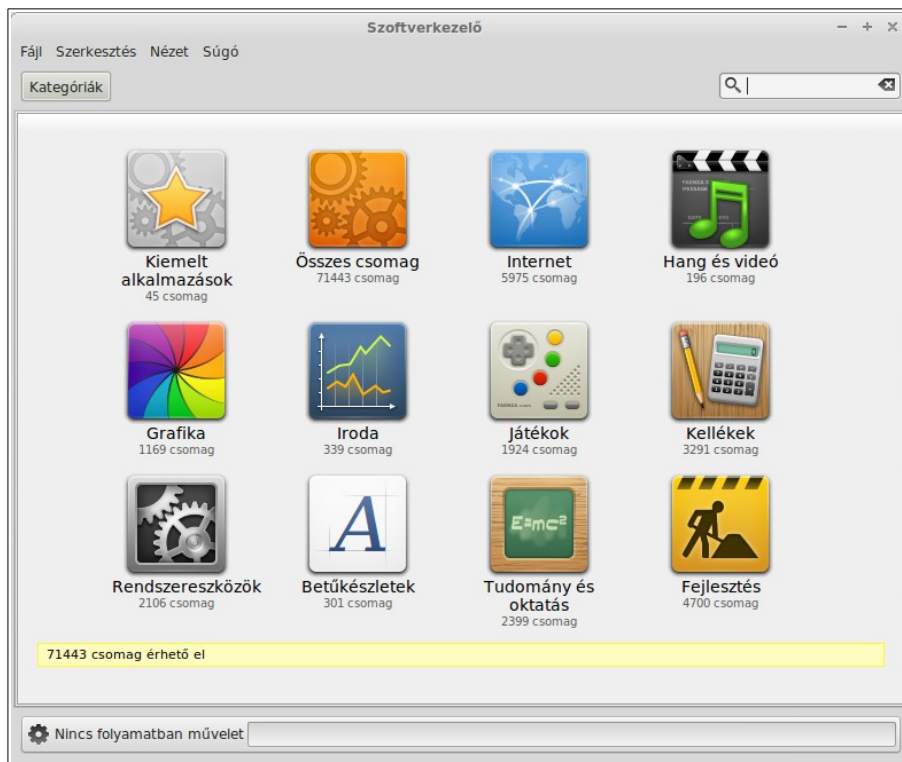 Szoftverkezelő
Fájl Szerkesztés Nézet Súgó
Kategóriák
Kiemelt
alkalmazások
45 csomag
Összes csomag
71443 csomag
Internet
5975 csomag
Hang és videó
196 csomag
Grafika
1169 csomag
Iroda
339 csomag
Játékok
1924 csomag
Kellékek
3291 csomag
Rendszereszközök
2106 csomag
A
Betűkészletek
301 csomag
E=mc²
Tudomány és
oktatás
2399 csomag
Fejlesztés
4700 csomag
71443 csomag érhető el
Nincs folyamatban művelet